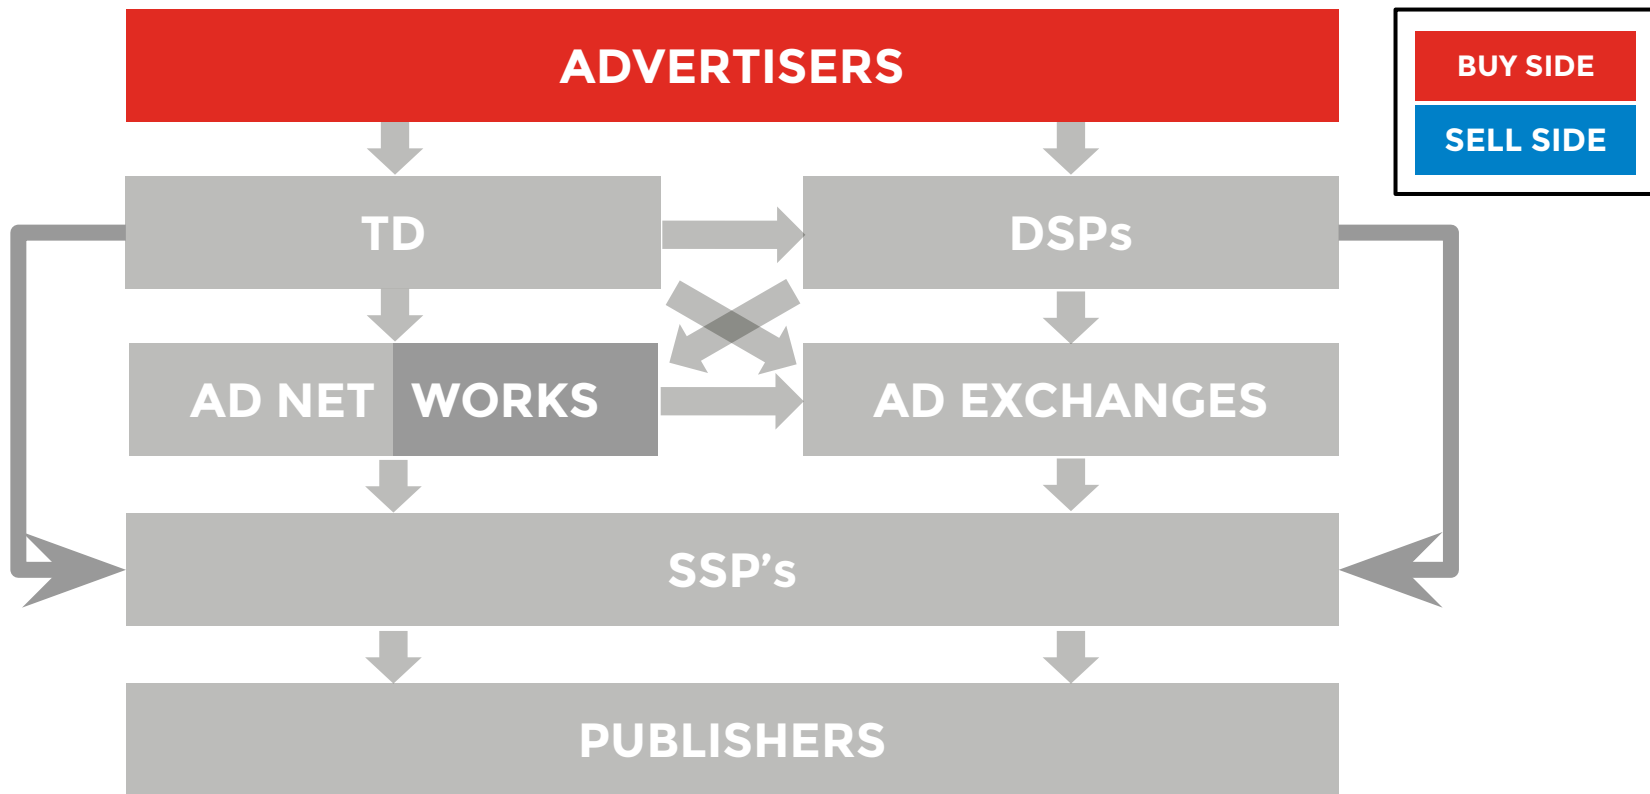 ADVERTISERS
BUY SIDE
SELL SIDE
TD
DSPs
AD NET WORKS
AD EXCHANGES
SSP’s
PUBLISHERS